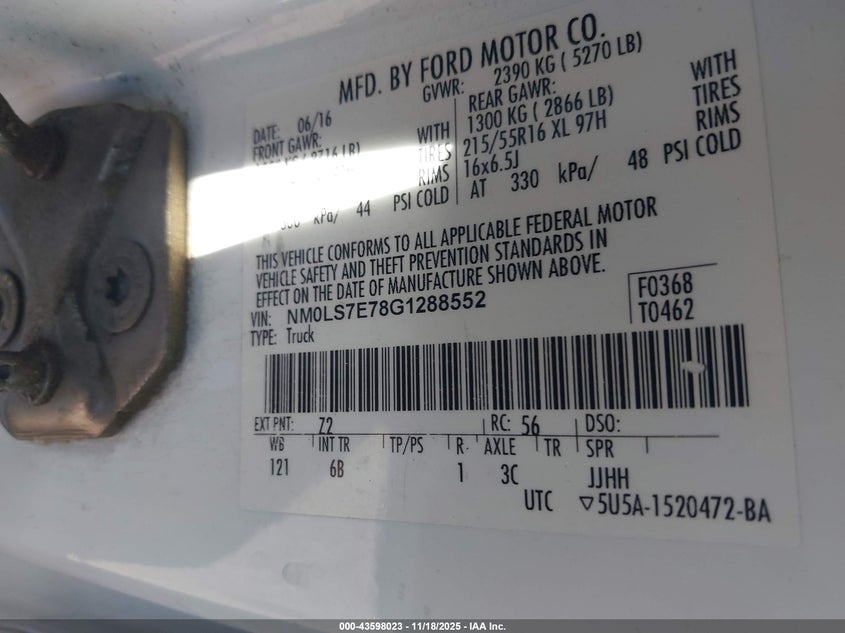 MFD. BY FORD MOTOR CO.
DATE: 06/16
GVWR: 2390 KG ( 5270 LB)
FRONT GAWR:
REAR GAWR:
KG ( 2716 LB)
WITH
1300 KG ( 2866 LB)
WITH
TIRES
215/55R16 XL 97H
TIRES
RIMS
16x6.5J
RIMS
kPa/ 44 PSI COLD
AT 330 kPa/ 48 PSI COLD
THIS VEHICLE CONFORMS TO ALL APPLICABLE FEDERAL MOTOR
VEHICLE SAFETY AND THEFT PREVENTION STANDARDS IN
EFFECT ON THE DATE OF MANUFACTURE SHOWN ABOVE.
VIN: NM0LS7E78G1288552
TYPE: Truck
F0368
T0462
EXT PNT: Z2 RC: 56 DSO:
WB INT TR TP/PS R AXLE TR SPR
121 6B 1 3C JJHH
UTC ▽5U5A-1520472-BA
000-43598023 - 11/18/2025 - IAA Inc.